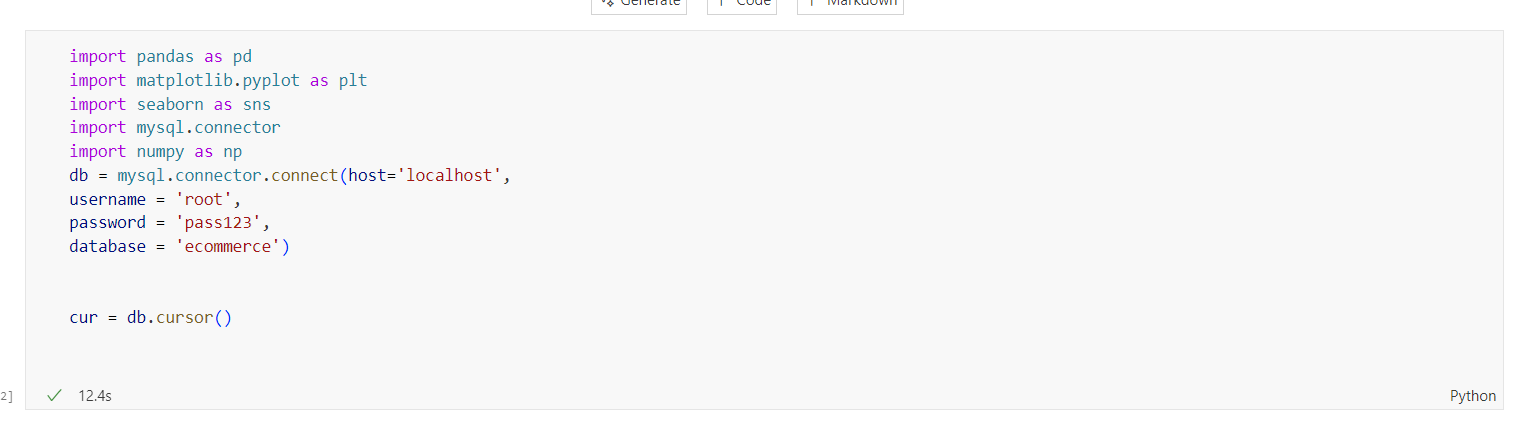 Generate Code Markdown
import pandas as pd
import matplotlib.pyplot as plt
import seaborn as sns
import mysql.connector
import numpy as np
db = mysql.connector.connect(host='localhost',
username = 'root',
password = 'pass123',
database = 'ecommerce')
cur = db.cursor()
2] 12.4s Python